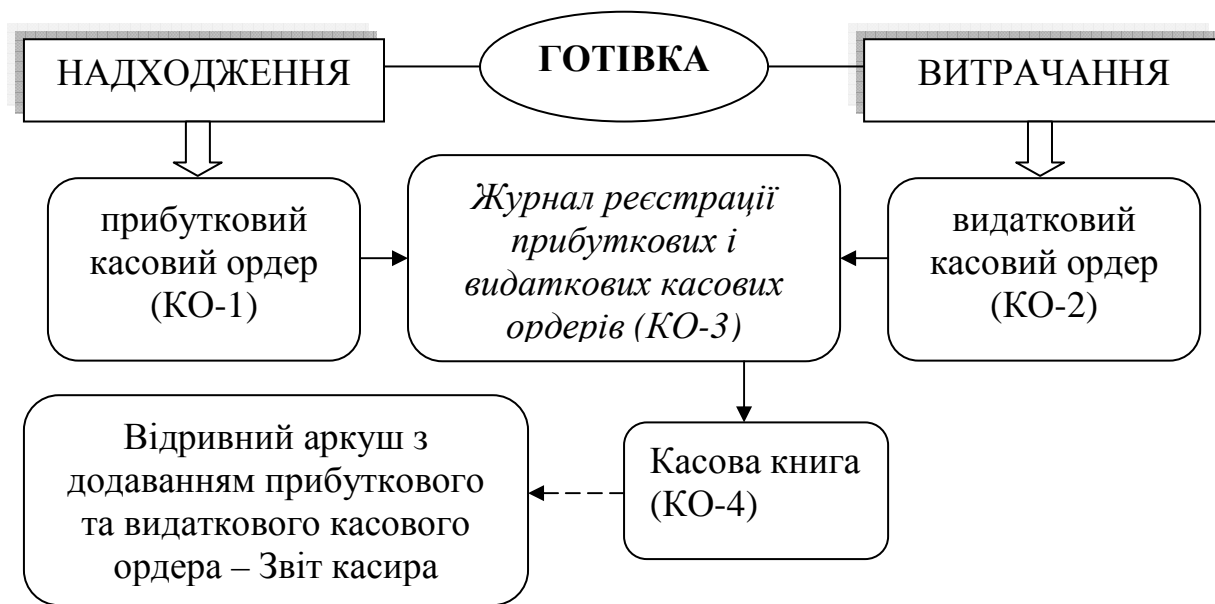 НАДХОДЖЕННЯ
ГОТІВКА
ВИТРАЧАННЯ
прибутковий
касовий ордер
(КО-1)
Журнал реєстрації
прибуткових і
видаткових касових
ордерів (КО-3)
видатковий
касовий ордер
(КО-2)
Відривний аркуш з
додаванням прибуткового
та видаткового касового
ордера – Звіт касира
Касова книга
(КО-4)